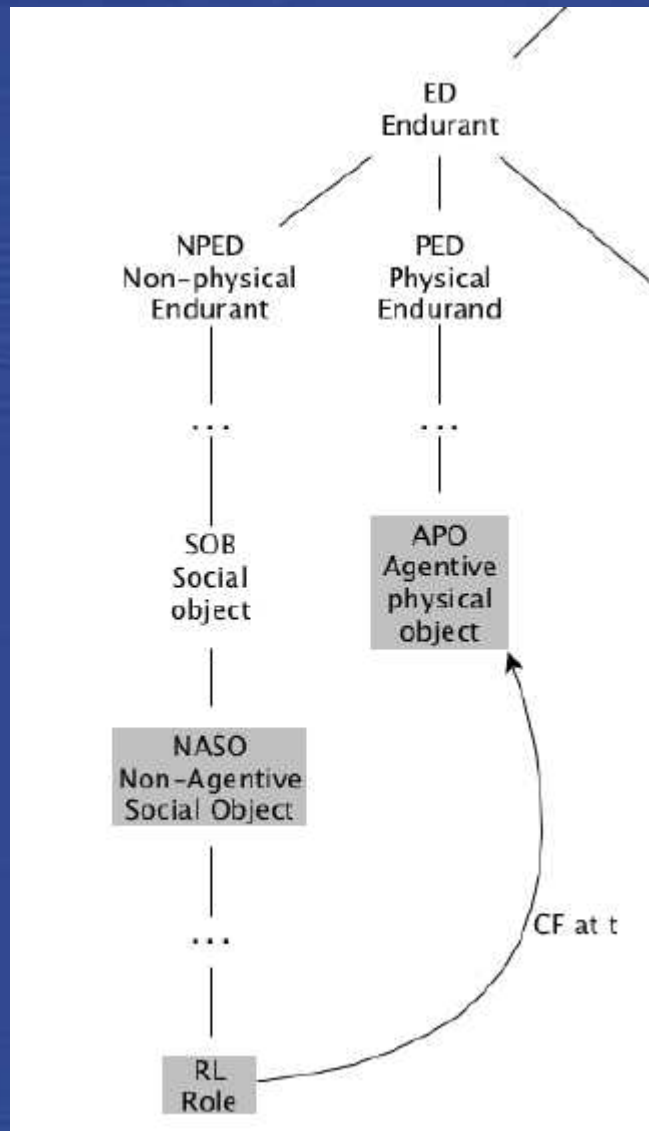 ED
Endurant
NPED
Non-physical
Endurant
PED
Physical
Endurand
...
...
SOB
Social
object
APO
Agentive
physical
object
NASO
Non-Agentive
Social Object
CF at t
...
RL
Role